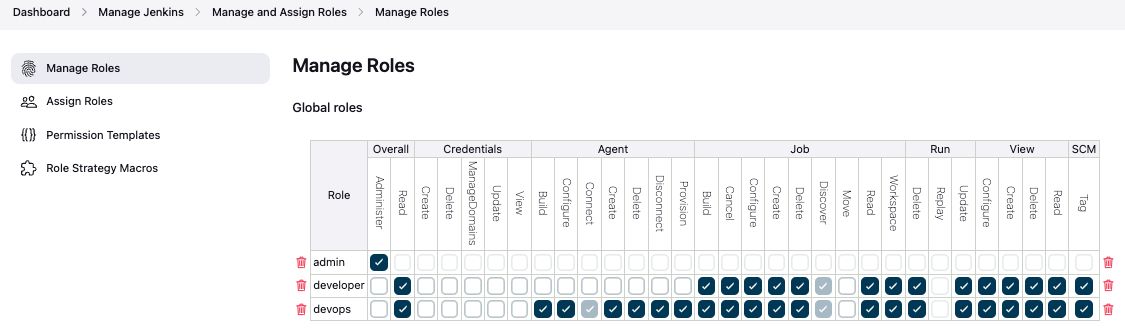 Dashboard > Manage Jenkins > Manage and Assign Roles > Manage Roles
Manage Roles
Assign Roles
Permission Templates
Role Strategy Macros
Manage Roles
Global roles
Role
Overall Credentials Agent Job Run View SCM
Administer Read Create Delete ManageDomains Update View Build Configure Connect Create Delete Disconnect Provision Build Cancel Configure Create Delete Discover Move Read Workspace Delete Replay Update Configure Create Delete Read Tag
admin
developer
devops